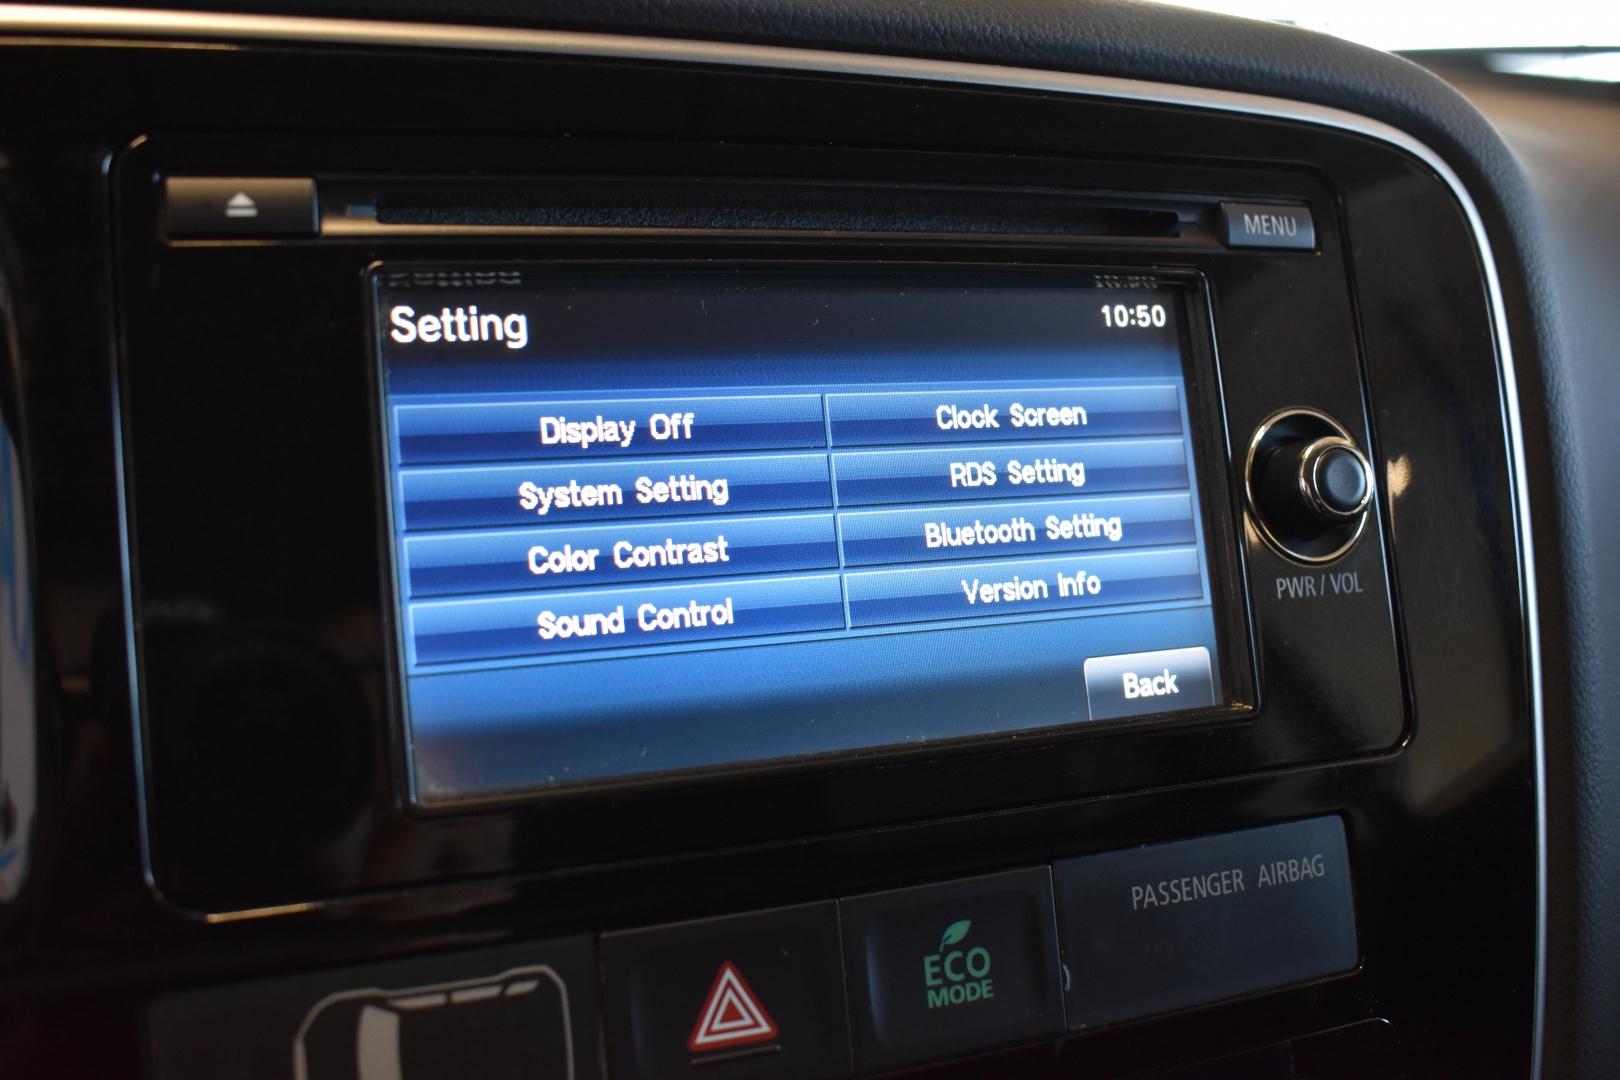 MENU
Setting
10:50
Display Off
Clock Screen
System Setting
RDS Setting
Color Contrast
Bluetooth Setting
Sound Control
Version Info
Back
PWR / VOL
PASSENGER AIRBAG
ECO
MODE